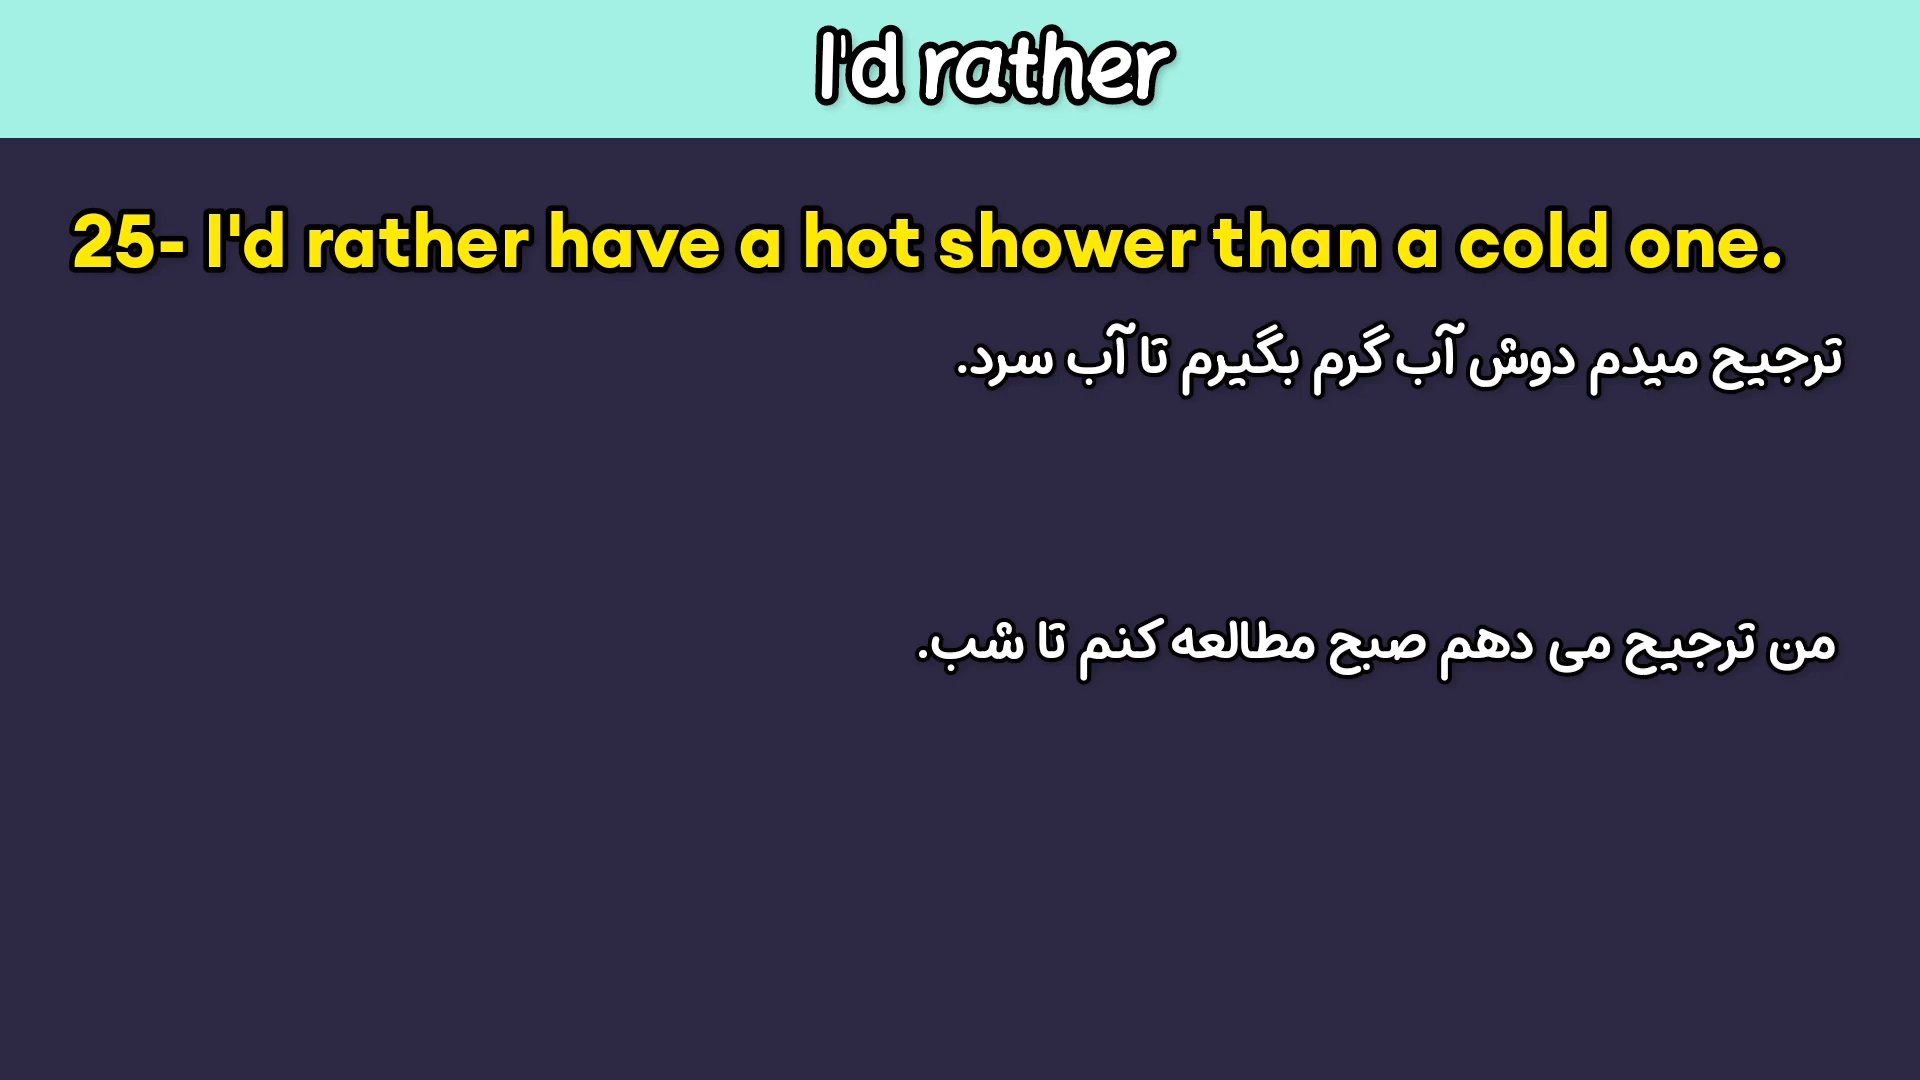 I'd rather
25- I'd rather have a hot shower than a cold one.
ترجیح میدم دوش آب گرم بگیرم تا آب سرد.
من ترجیح می دهم صبح مطالعه کنم تا شب.